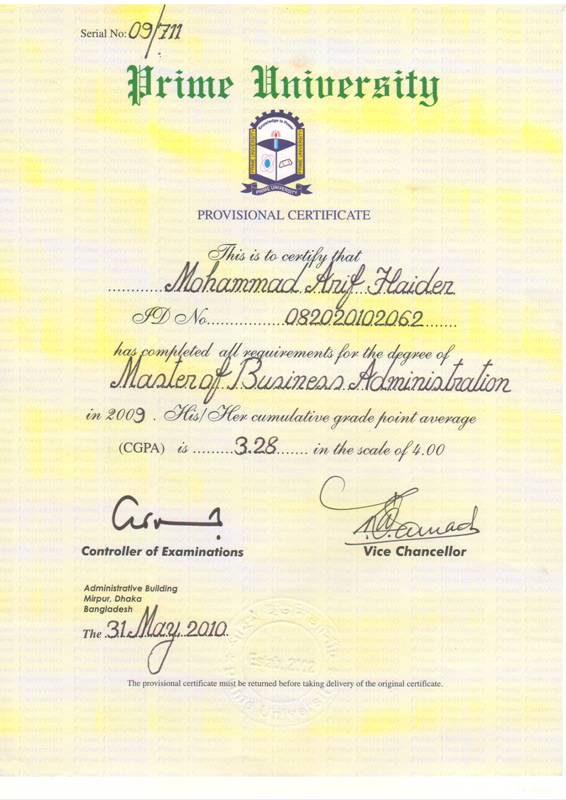 Serial No: 09/711
Prime University
Knowledge is Power
PRIME UNIVERSITY
PRIME UNIVERSITY
PRIME UNIVERSITY
PROVISIONAL CERTIFICATE
This is to certify that
............Mohammad Arif Haider
ID No...............082020102062........
has completed all requirements for the degree of
Master of Business Administration
in 2009 . His/Her cumulative grade point average
(CGPA) is .........3.28....... in the scale of 4.00
Controller of Examinations
Vice Chancellor
Administrative Building
Mirpur, Dhaka
Bangladesh
The 31 May 2010
Estd. 2002
The provisional certificate must be returned before taking delivery of the original certificate.